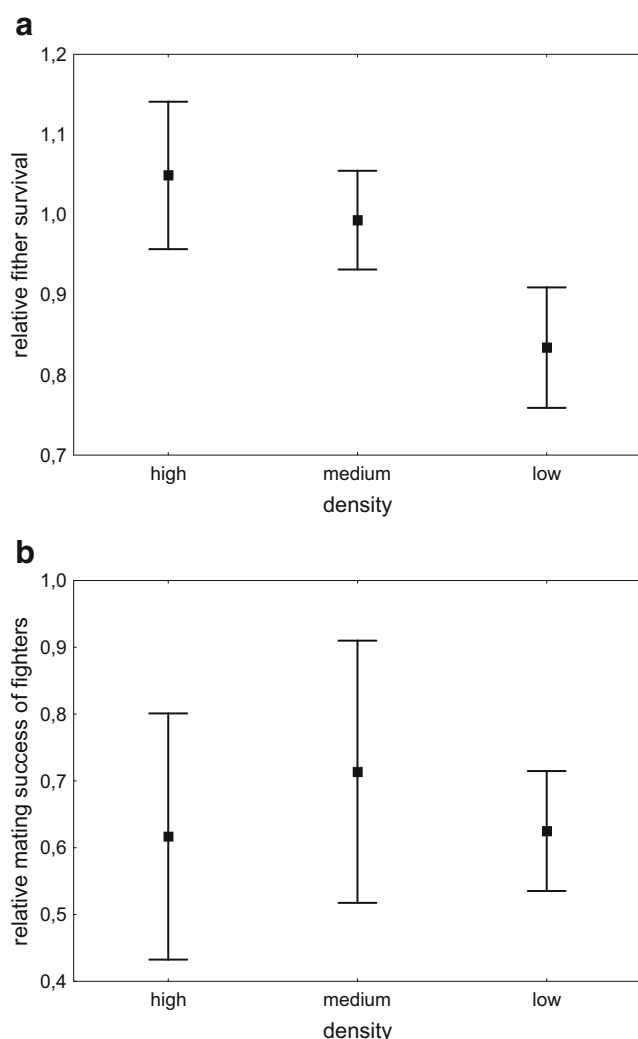 a
1,2
1,1
1,0
0,9
0,8
0,7
relative fither survival
high medium low
density
b
1,0
0,9
0,8
0,7
0,6
0,5
0,4
relative mating success of fighters
high medium low
density